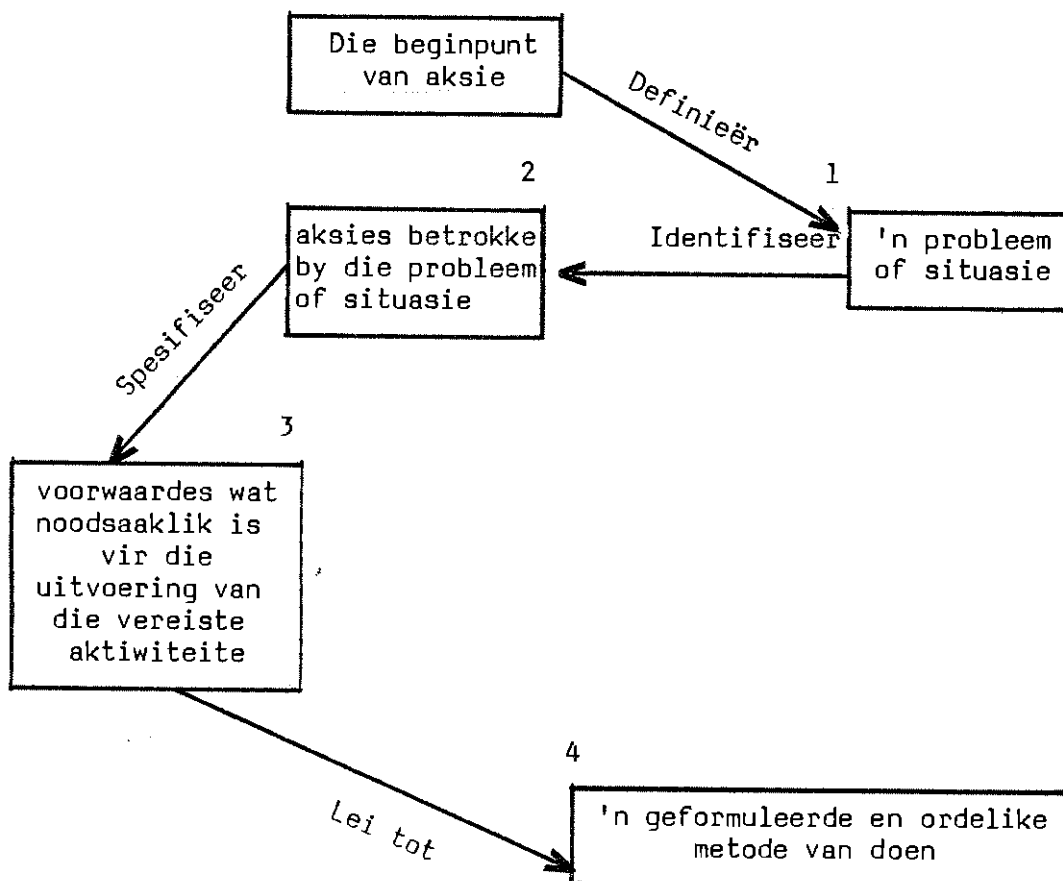 Die beginpunt
van aksie
Definieër
1
'n probleem
of situasie
Identifiseer
2
aksies betrokke
by die probleem
of situasie
Spesifiseer
3
voorwaardes wat
noodsaaklik is
vir die
uitvoering van
die vereiste
aktiwiteite
Lei tot
4
'n geformuleerde en ordelike
metode van doen